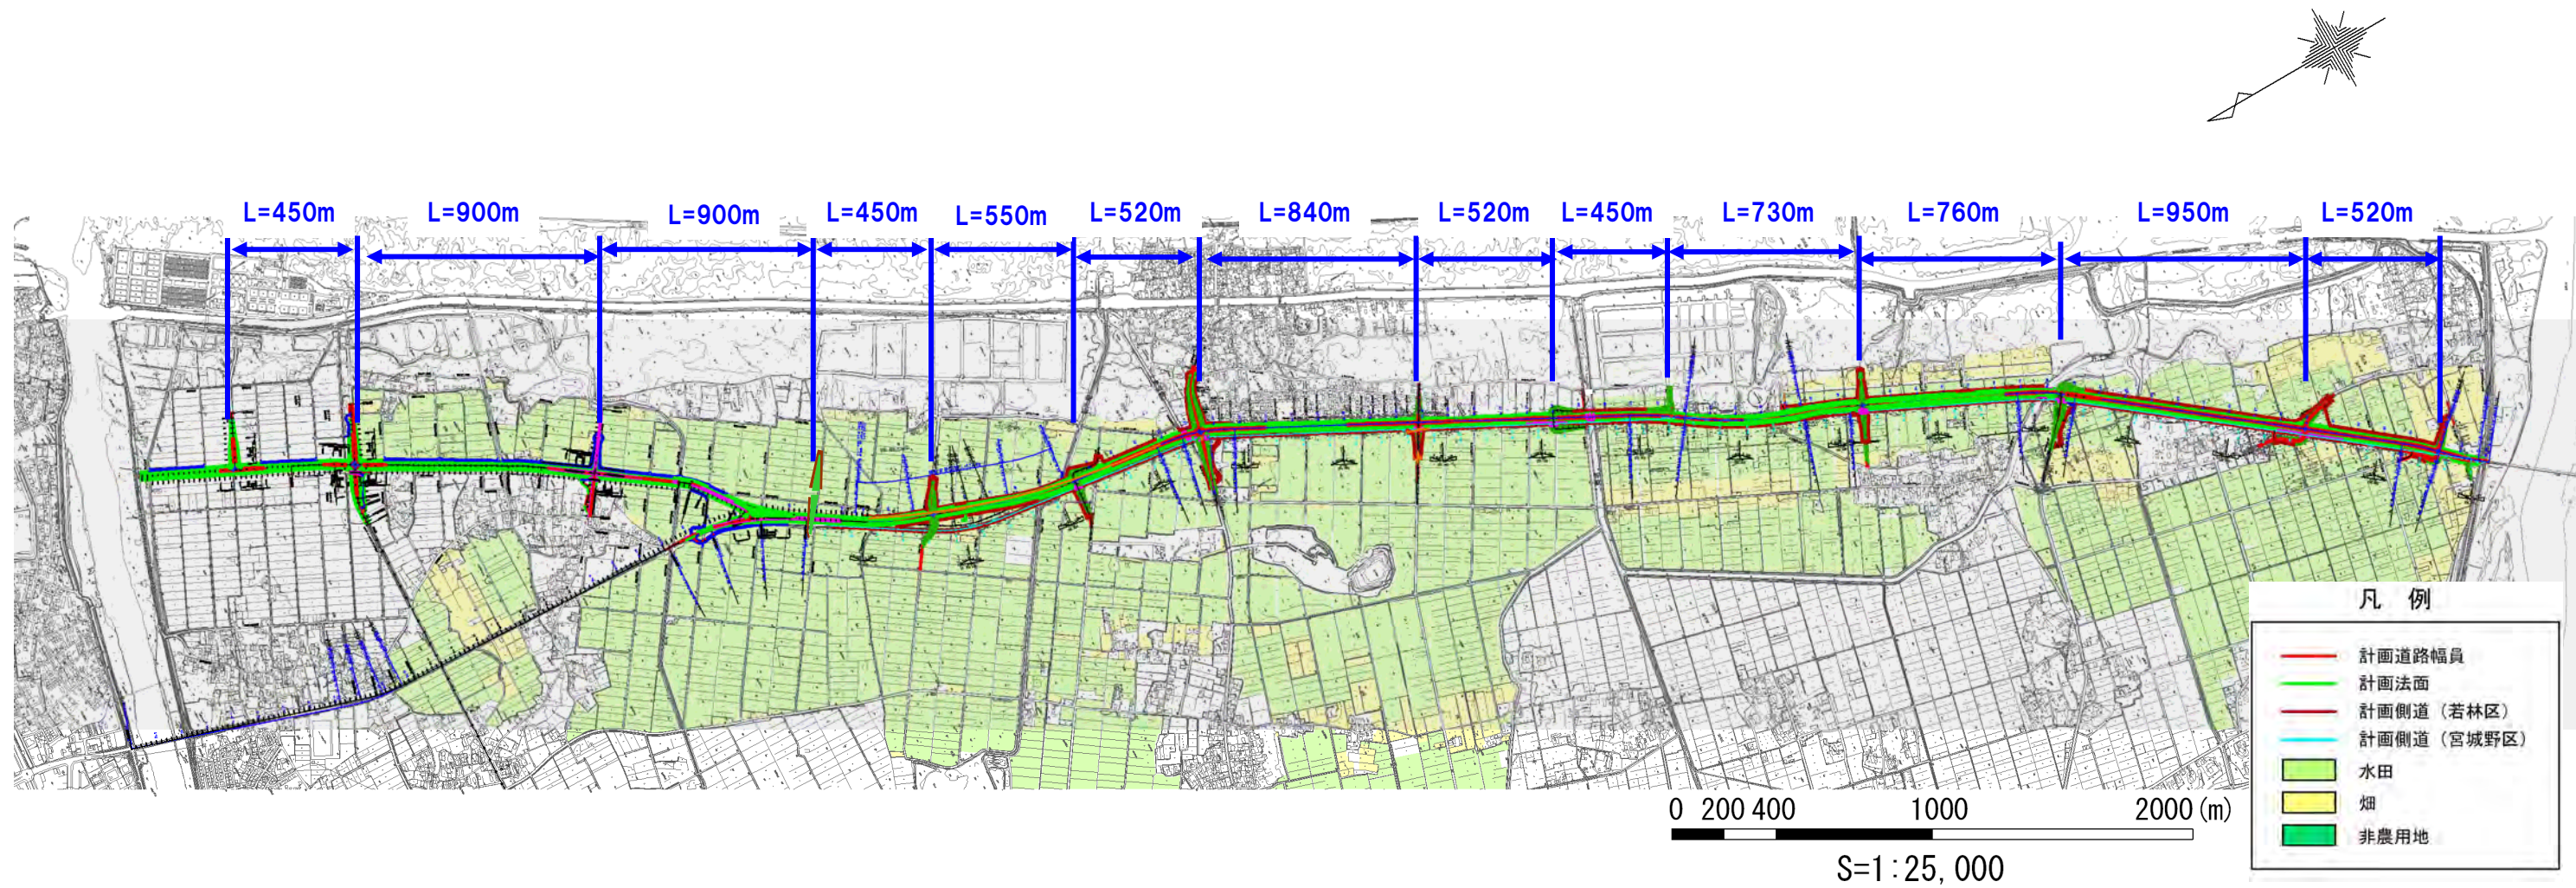 L=450m
L=900m
L=900m
L=450m
L=550m
L=520m
L=840m
L=520m
L=450m
L=730m
L=760m
L=950m
L=520m
凡 例
計画道路幅員
計画法面
計画側道（若林区）
計画側道（宮城野区）
水田
畑
非農用地
0 200 400 1000 2000(m)
S=1:25,000